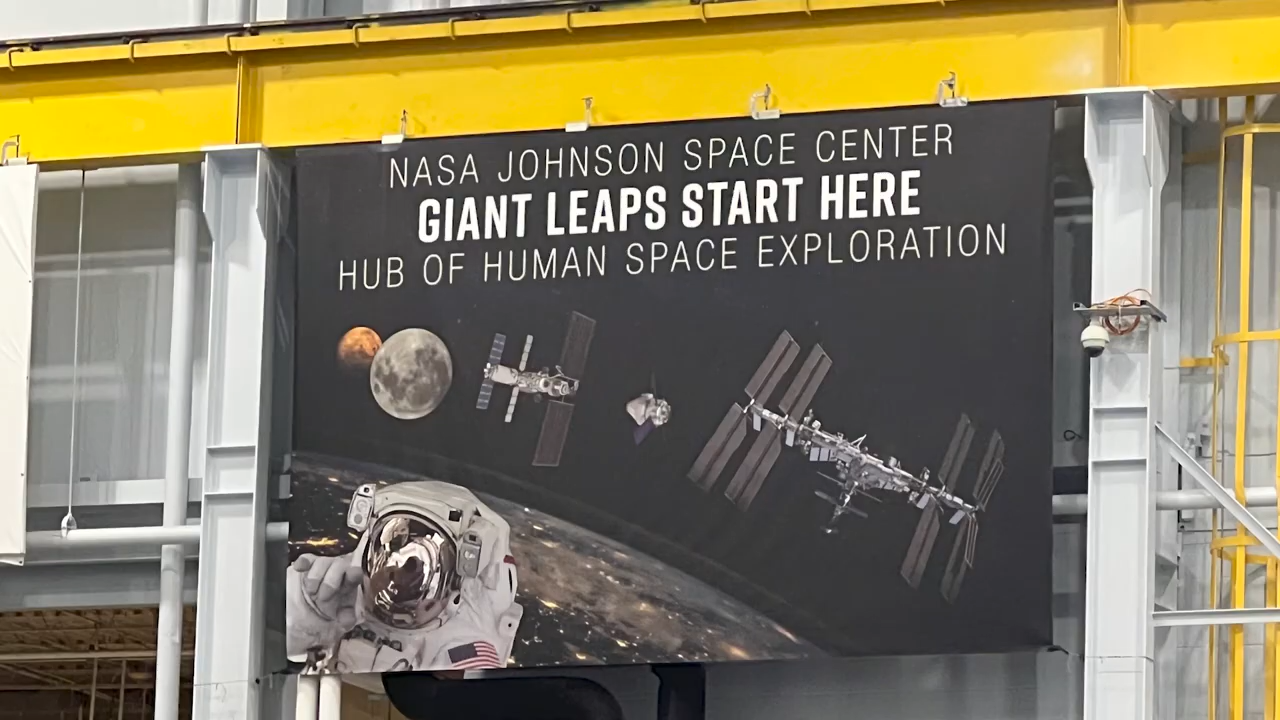 NASA JOHNSON SPACE CENTER
GIANT LEAPS START HERE
HUB OF HUMAN SPACE EXPLORATION